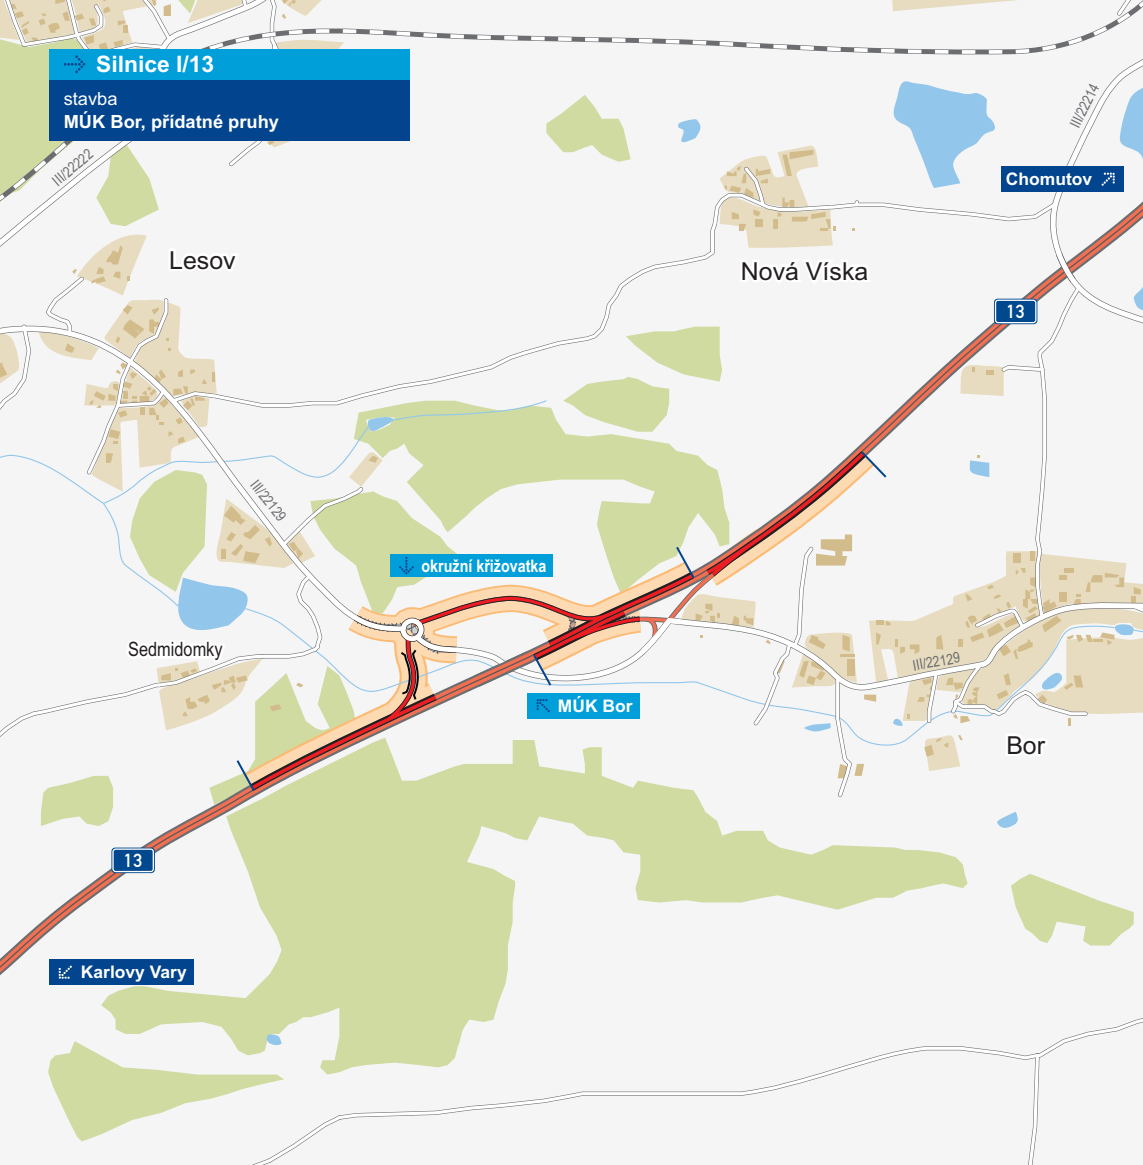 Silnice I/13
stavba
MÚK Bor, přídatné pruhy
III/22222
III/22214
Chomutov
Lesov
Nová Víska
13
III/22129
okružní křižovatka
Sedmidomky
III/22129
MÚK Bor
Bor
13
Karlovy Vary